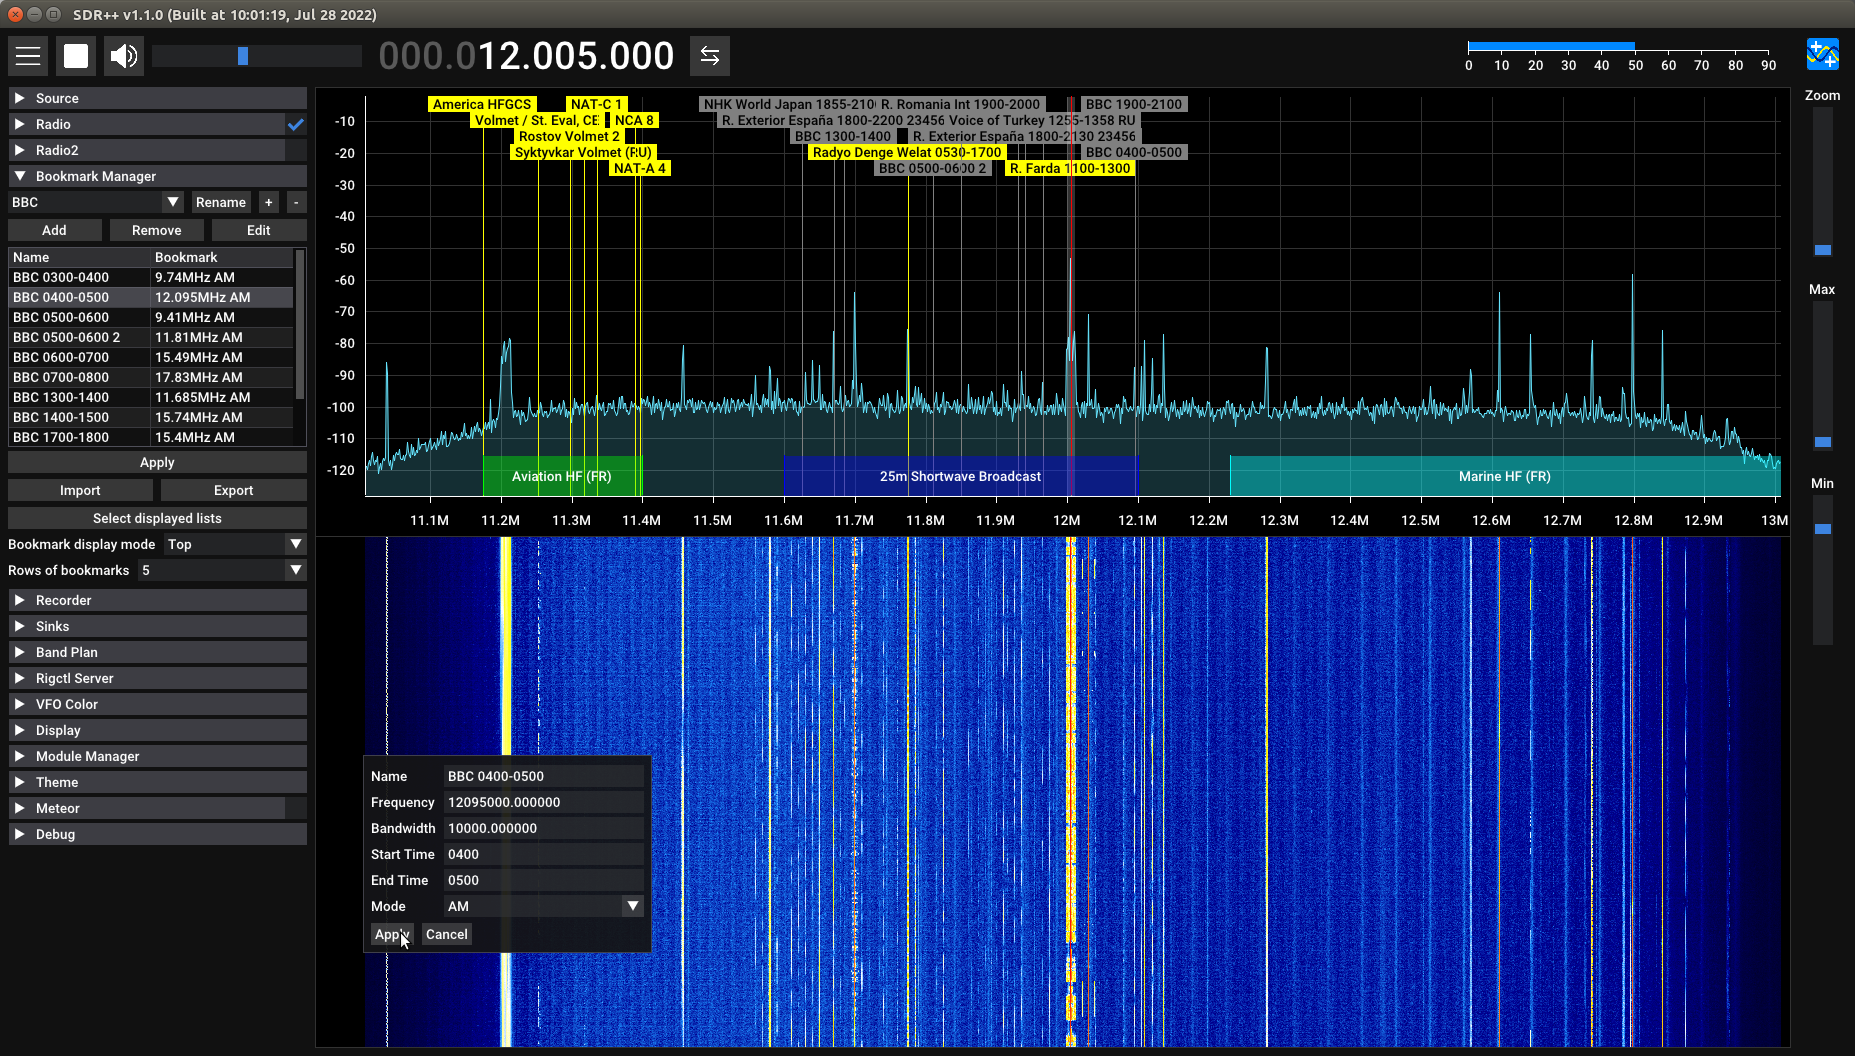 SDR++ v1.1.0 (Built at 10:01:19, Jul 28 2022)
000.012.005.000
0 10 20 30 40 50 60 70 80 90
Source
Radio
Radio2
Bookmark Manager
BBC Rename + -
Add Remove Edit
Name Bookmark
BBC 0300-0400 9.74MHz AM
BBC 0400-0500 12.095MHz AM
BBC 0500-0600 9.41MHz AM
BBC 0500-0600 2 11.81MHz AM
BBC 0600-0700 15.49MHz AM
BBC 0700-0800 17.83MHz AM
BBC 1300-1400 11.685MHz AM
BBC 1400-1500 15.74MHz AM
BBC 1700-1800 15.4MHz AM
Apply
Import Export
Select displayed lists
Bookmark display mode Top
Rows of bookmarks 5
Recorder
Sinks
Band Plan
Rigctl Server
VFO Color
Display
Module Manager
Theme
Meteor
Debug
America HFGCS NAT-C 1 NHK World Japan 1855-210 R. Romania Int 1900-2000 BBC 1900-2100
Volmet / St. Eval, CE NCA 8 R. Exterior España 1800-2200 23456 Voice of Turkey 1255-1358 RU
Rostov Volmet 2 BBC 1300-1400 R. Exterior España 1800-2130 23456
Syktyvkar Volmet (RU) Radyo Denge Welat 0530-1700 BBC 0400-0500
NAT-A 4 BBC 0500-0600 2 R. Farda 1100-1300
-10
-20
-30
-40
-50
-60
-70
-80
-90
-100
-110
-120
Aviation HF (FR) 25m Shortwave Broadcast Marine HF (FR)
11.1M 11.2M 11.3M 11.4M 11.5M 11.6M 11.7M 11.8M 11.9M 12M 12.1M 12.2M 12.3M 12.4M 12.5M 12.6M 12.7M 12.8M 12.9M 13M
Zoom
Max
Min
Name BBC 0400-0500
Frequency 12095000.000000
Bandwidth 10000.000000
Start Time 0400
End Time 0500
Mode AM
Apply Cancel